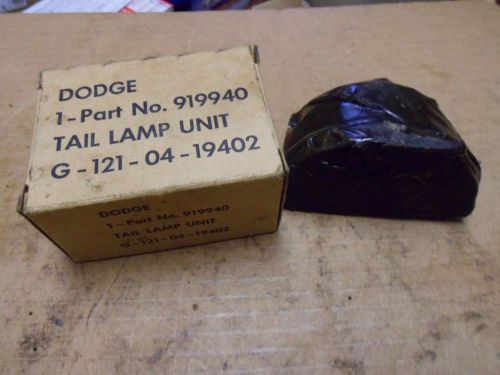 DODGE
1-Part No. 919940
TAIL LAMP UNIT
G-121-04-19402
DODGE
1-Part No. 919940
TAIL LAMP UNIT
G-121-04-19402